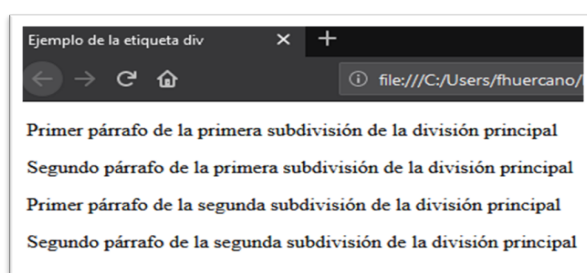 Ejemplo de la etiqueta div
file:///C:/Users/fhuercano/
Primer párrafo de la primera subdivisión de la división principal
Segundo párrafo de la primera subdivisión de la división principal
Primer párrafo de la segunda subdivisión de la división principal
Segundo párrafo de la segunda subdivisión de la división principal